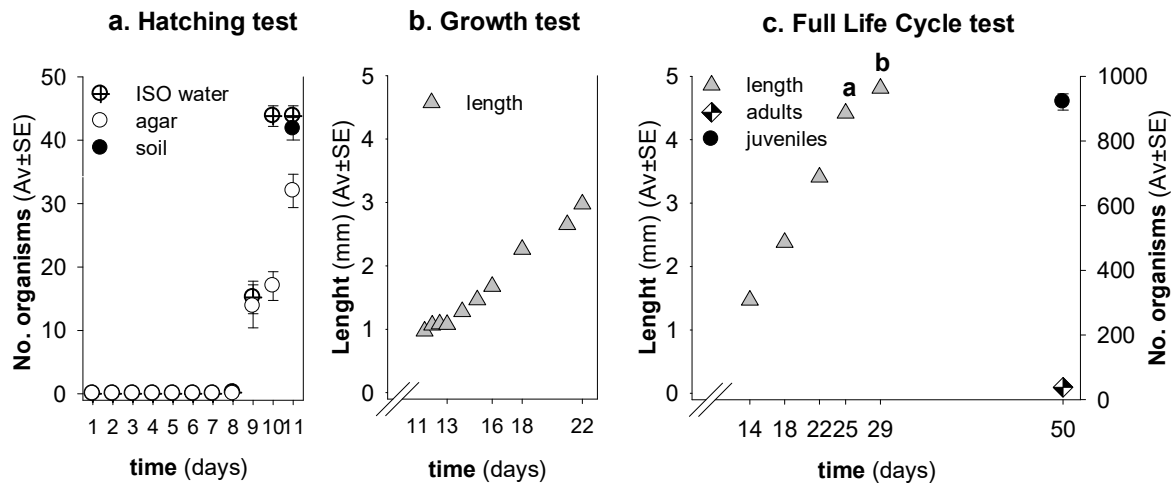 a. Hatching test
No. organisms (Av±SE)
50
40
30
20
10
0
ISO water
agar
soil
1 2 3 4 5 6 7 8 9 10 11
time (days)
b. Growth test
Lenght (mm) (Av±SE)
5
4
3
2
1
0
length
11 13 16 18 22
time (days)
c. Full Life Cycle test
Lenght (mm) (Av±SE)
5
4
3
2
1
0
length
adults
juveniles
a
b
14 18 22 25 29 50
time (days)
1000
800
600
400
200
0
No. organisms (Av±SE)